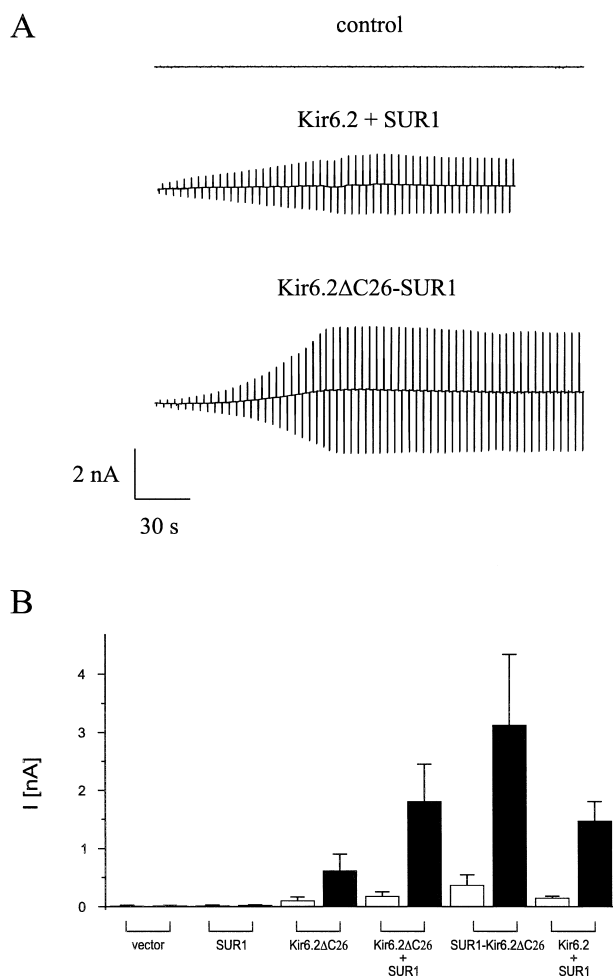 A
control
Kir6.2 + SUR1
Kir6.2ΔC26-SUR1
2 nA
30 s
B
4
3
2
1
0
I [nA]
vector
SUR1
Kir6.2ΔC26
Kir6.2ΔC26
+
SUR1
SUR1-Kir6.2ΔC26
Kir6.2
+
SUR1